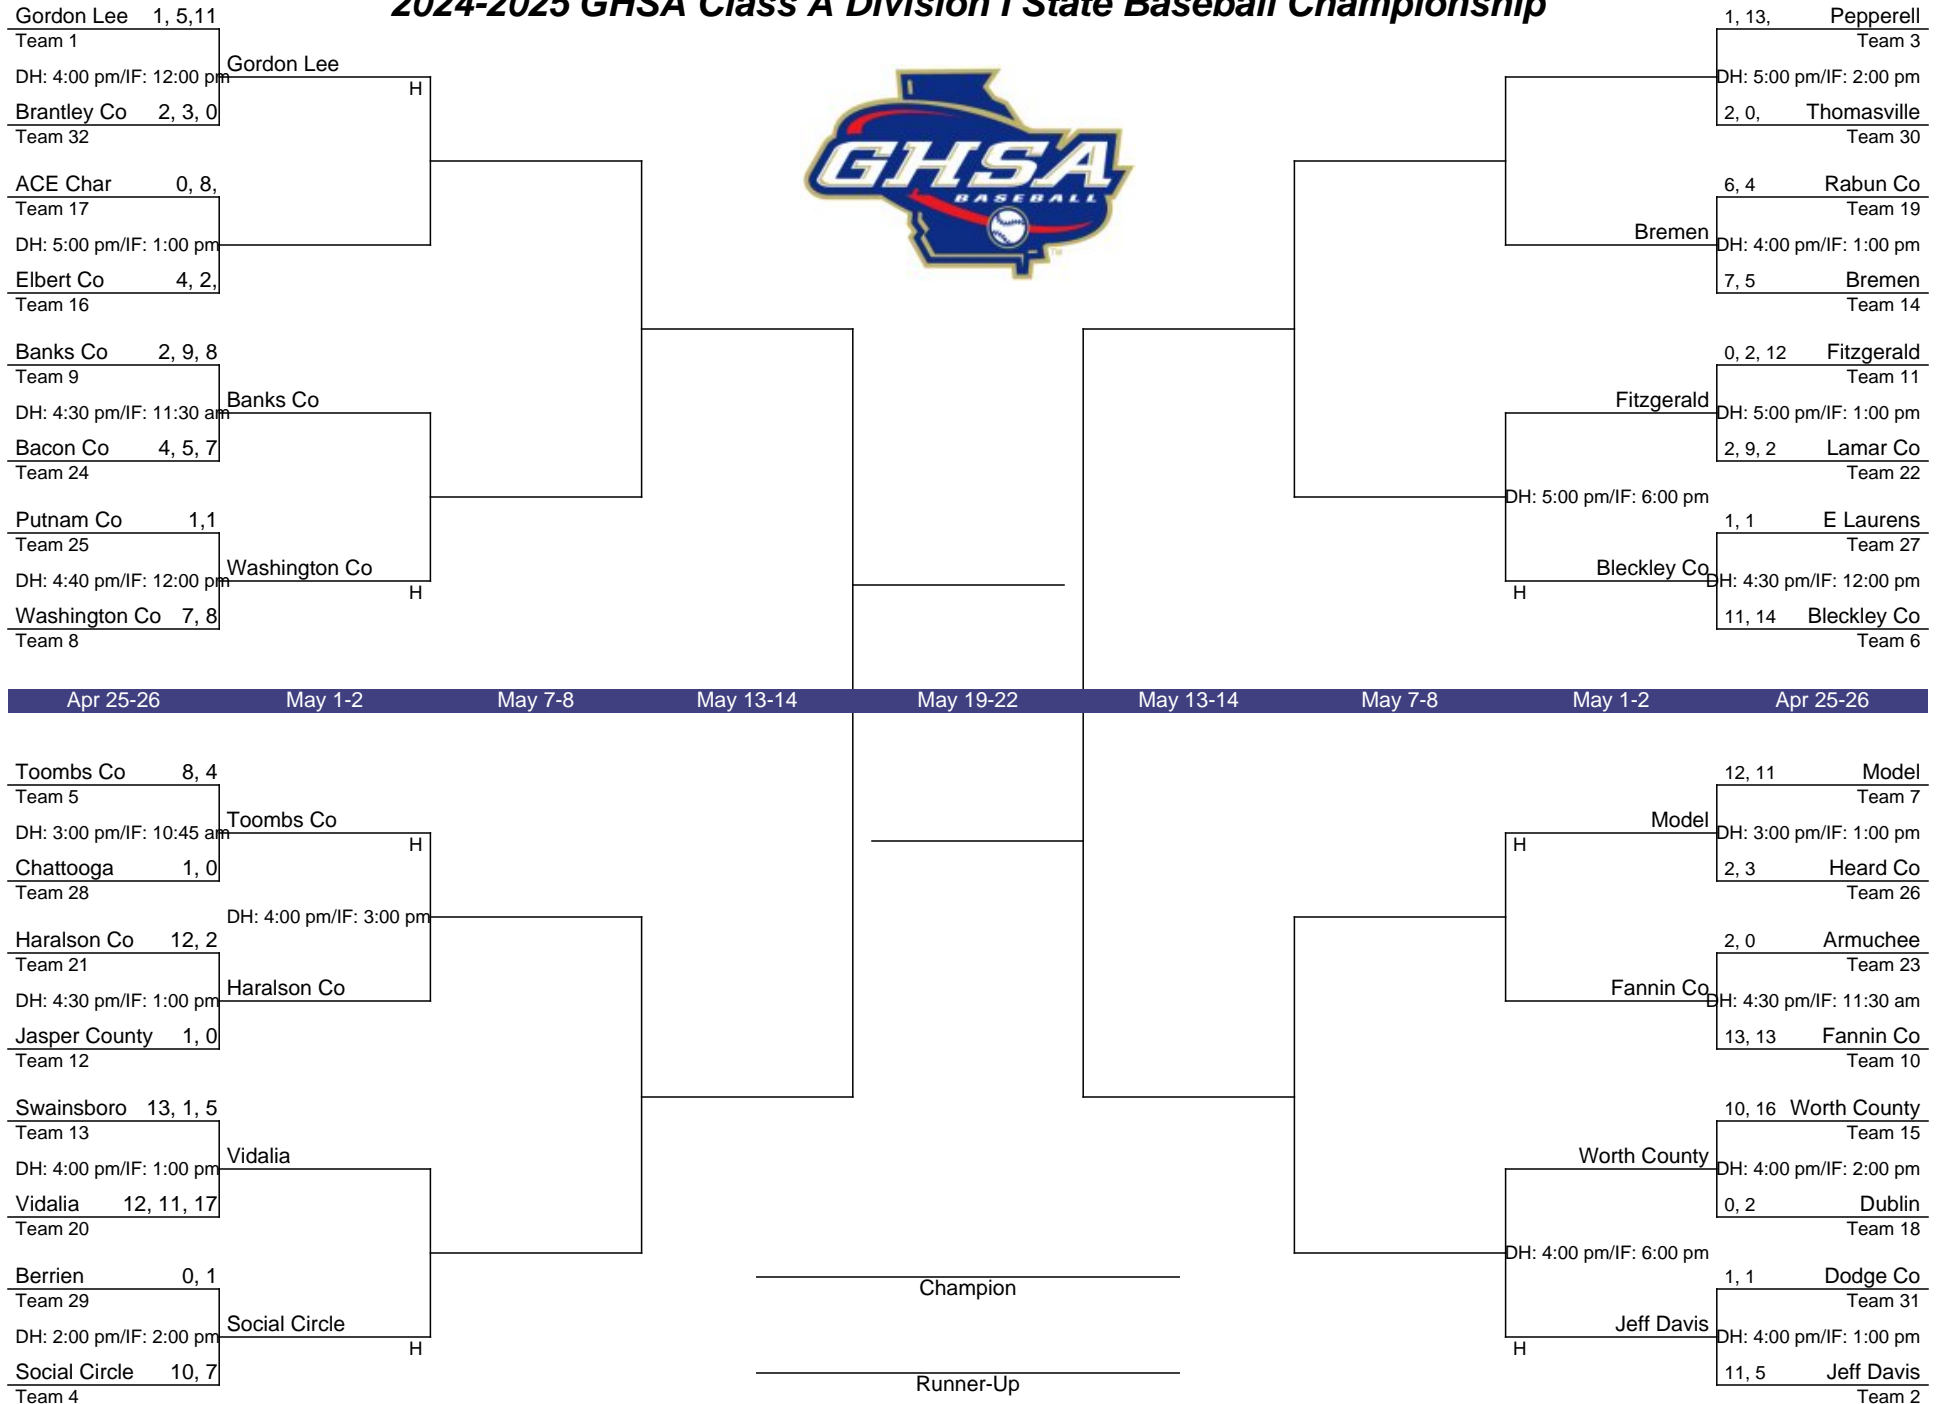 2024-2025 GHSA Class A Division I State Baseball Championship
Gordon Lee 1, 5,11
Team 1
DH: 4:00 pm/IF: 12:00 pm
Brantley Co 2, 3, 0
Team 32
Gordon Lee
H
ACE Char 0, 8,
Team 17
DH: 5:00 pm/IF: 1:00 pm
Elbert Co 4, 2,
Team 16
Banks Co 2, 9, 8
Team 9
DH: 4:30 pm/IF: 11:30 am
Bacon Co 4, 5, 7
Team 24
Banks Co
Putnam Co 1,1
Team 25
DH: 4:40 pm/IF: 12:00 pm
Washington Co 7, 8
Team 8
Washington Co
H
GHSA
BASEBALL
TM
1, 13, Pepperell
Team 3
DH: 5:00 pm/IF: 2:00 pm
2, 0, Thomasville
Team 30
6, 4 Rabun Co
Team 19
Bremen
DH: 4:00 pm/IF: 1:00 pm
7, 5 Bremen
Team 14
0, 2, 12 Fitzgerald
Team 11
Fitzgerald
DH: 5:00 pm/IF: 1:00 pm
2, 9, 2 Lamar Co
Team 22
DH: 5:00 pm/IF: 6:00 pm
1, 1 E Laurens
Team 27
Bleckley Co
H
DH: 4:30 pm/IF: 12:00 pm
11, 14 Bleckley Co
Team 6
Apr 25-26 May 1-2 May 7-8 May 13-14 May 19-22 May 13-14 May 7-8 May 1-2 Apr 25-26
Toombs Co 8, 4
Team 5
DH: 3:00 pm/IF: 10:45 am
Chattooga 1, 0
Team 28
Toombs Co
H
DH: 4:00 pm/IF: 3:00 pm
Haralson Co 12, 2
Team 21
DH: 4:30 pm/IF: 1:00 pm
Jasper County 1, 0
Team 12
Haralson Co
Swainsboro 13, 1, 5
Team 13
DH: 4:00 pm/IF: 1:00 pm
Vidalia 12, 11, 17
Team 20
Vidalia
Berrien 0, 1
Team 29
DH: 2:00 pm/IF: 2:00 pm
Social Circle 10, 7
Team 4
Social Circle
H
Champion
Runner-Up
12, 11 Model
Team 7
Model
H
DH: 3:00 pm/IF: 1:00 pm
2, 3 Heard Co
Team 26
2, 0 Armuchee
Team 23
Fannin Co
DH: 4:30 pm/IF: 11:30 am
13, 13 Fannin Co
Team 10
10, 16 Worth County
Team 15
Worth County
DH: 4:00 pm/IF: 2:00 pm
0, 2 Dublin
Team 18
DH: 4:00 pm/IF: 6:00 pm
1, 1 Dodge Co
Team 31
Jeff Davis
H
DH: 4:00 pm/IF: 1:00 pm
11, 5 Jeff Davis
Team 2